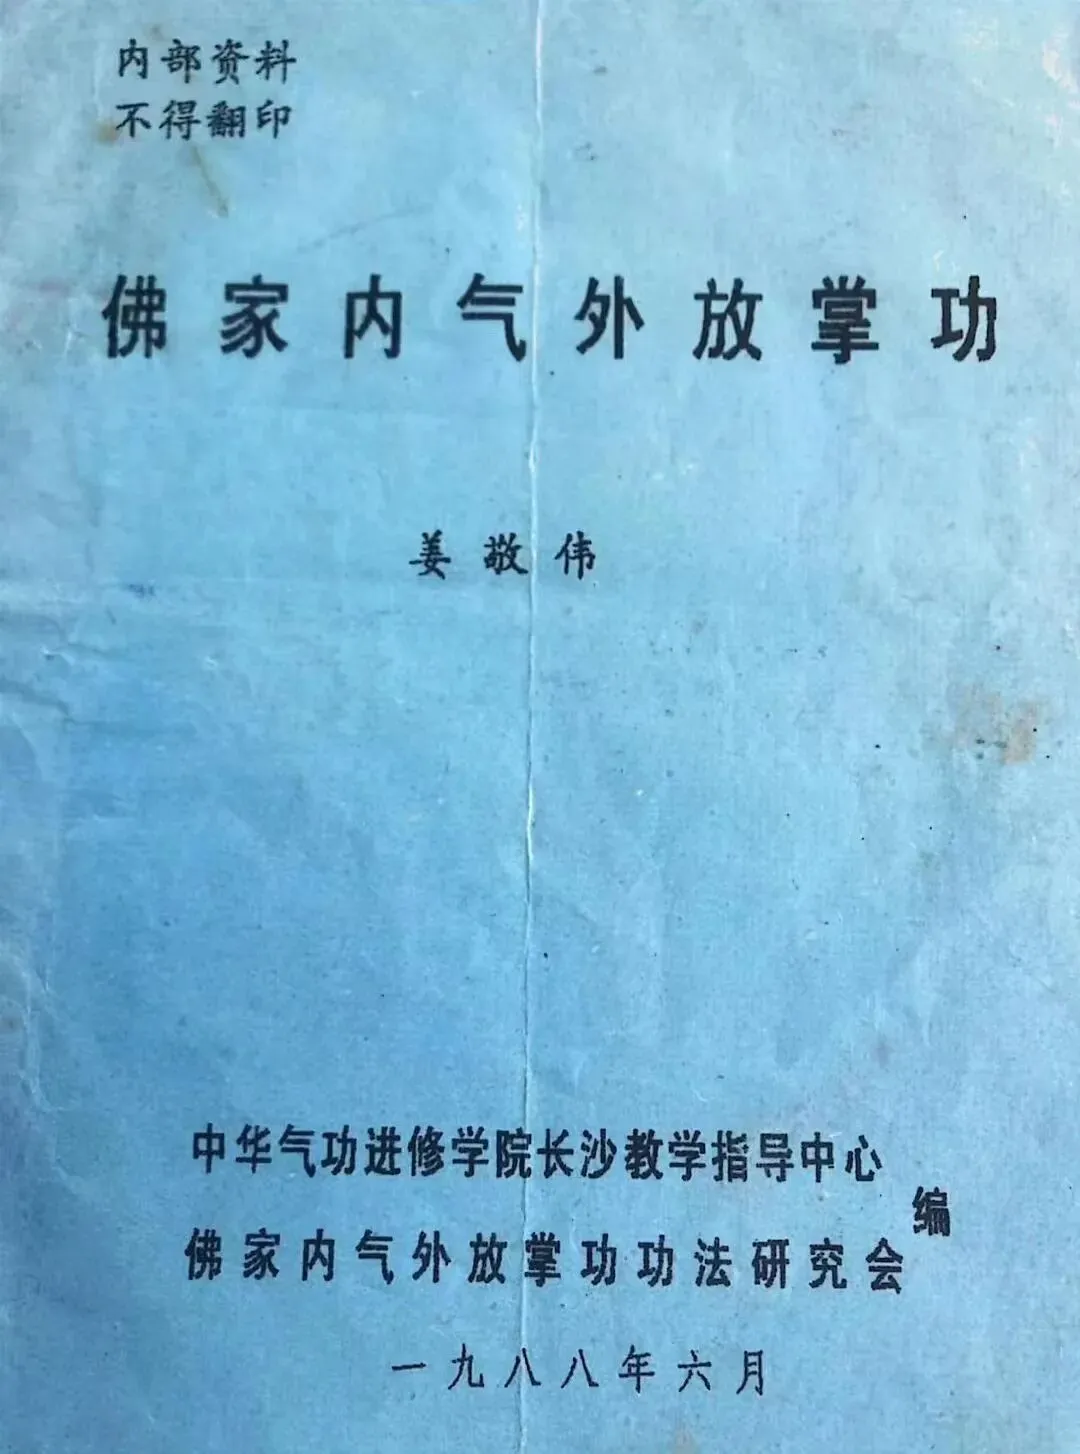 内部资料
不得翻印
佛家内气外放掌功
姜敬伟
中华气功进修学院长沙教学指导中心
佛家内气外放掌功功法研究会
编
一九八八年六月